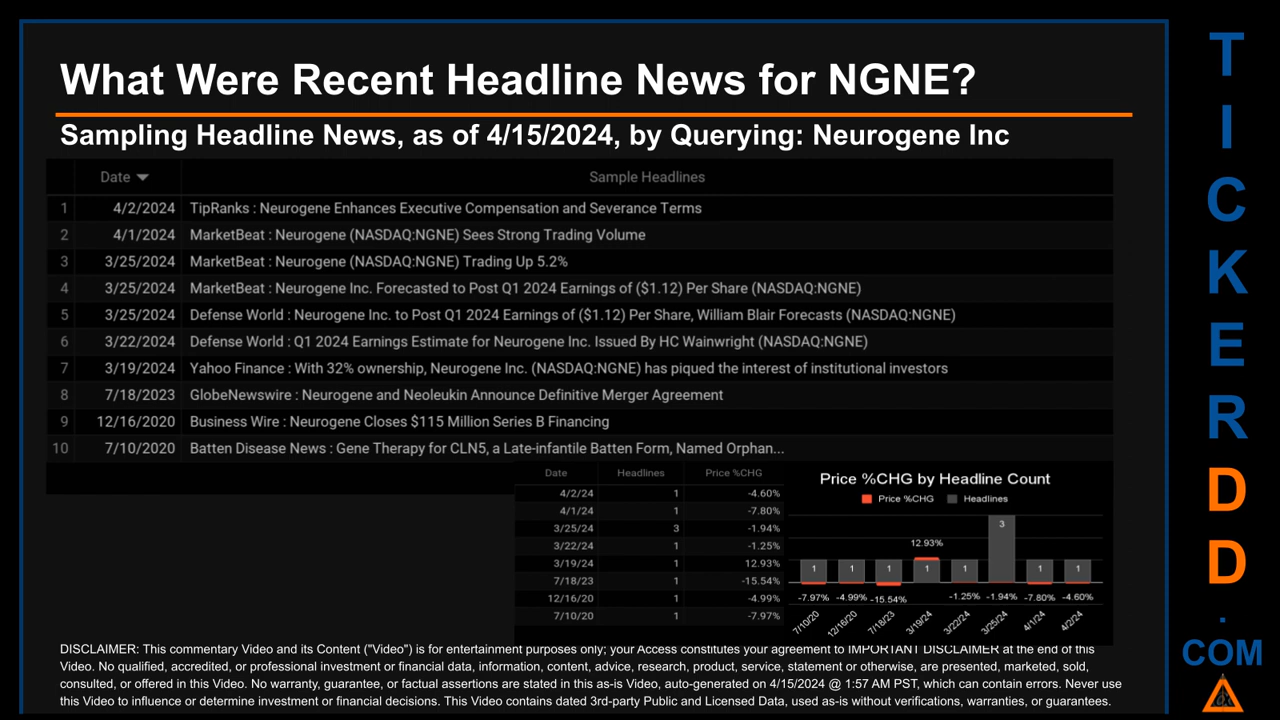 What Were Recent Headline News for NGNE?
Sampling Headline News, as of 4/15/2024, by Querying: Neurogene Inc
Date Sample Headlines
1 4/2/2024 TipRanks : Neurogene Enhances Executive Compensation and Severance Terms
2 4/1/2024 MarketBeat : Neurogene (NASDAQ:NGNE) Sees Strong Trading Volume
3 3/25/2024 MarketBeat : Neurogene (NASDAQ:NGNE) Trading Up 5.2%
4 3/25/2024 MarketBeat : Neurogene Inc. Forecasted to Post Q1 2024 Earnings of ($1.12) Per Share (NASDAQ:NGNE)
5 3/25/2024 Defense World : Neurogene Inc. to Post Q1 2024 Earnings of ($1.12) Per Share, William Blair Forecasts (NASDAQ:NGNE)
6 3/22/2024 Defense World : Q1 2024 Earnings Estimate for Neurogene Inc. Issued By HC Wainwright (NASDAQ:NGNE)
7 3/19/2024 Yahoo Finance : With 32% ownership, Neurogene Inc. (NASDAQ:NGNE) has piqued the interest of institutional investors
8 7/18/2023 GlobeNewswire : Neurogene and Neoleukin Announce Definitive Merger Agreement
9 12/16/2020 Business Wire : Neurogene Closes $115 Million Series B Financing
10 7/10/2020 Batten Disease News : Gene Therapy for CLN5, a Late-infantile Batten Form, Named Orphan...
Date Headlines Price %CHG
4/2/24 1 -4.60%
4/1/24 1 -7.80%
3/25/24 3 -1.94%
3/22/24 1 -1.25%
3/19/24 1 12.93%
7/18/23 1 -15.54%
12/16/20 1 -4.99%
7/10/20 1 -7.97%
Price %CHG by Headline Count
Price %CHG Headlines
3
12.93%
1 1 1 1 1 1 1
-7.97% -4.99% -15.54% -1.25% -1.94% -7.80% -4.60%
7/10/20 12/16/20 7/18/23 3/19/24 3/22/24 3/25/24 4/1/24 4/2/24
DISCLAIMER: This commentary Video and its Content ("Video") is for entertainment purposes only; your Access constitutes your agreement to IMPORTANT DISCLAIMER at the end of this
Video. No qualified, accredited, or professional investment or financial data, information, content, advice, research, product, service, statement or otherwise, are presented, marketed, sold,
consulted, or offered in this Video. No warranty, guarantee, or factual assertions are stated in this as-is Video, auto-generated on 4/15/2024 @ 1:57 AM PST, which can contain errors. Never use
this Video to influence or determine investment or financial decisions. This Video contains dated 3rd-party Public and Licensed Data, used as-is without verifications, warranties, or guarantees.
T
I
C
K
E
R
D
D
.
COM